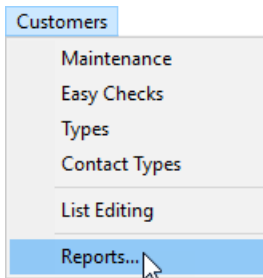 Customers
Maintenance
Easy Checks
Types
Contact Types
List Editing
Reports...